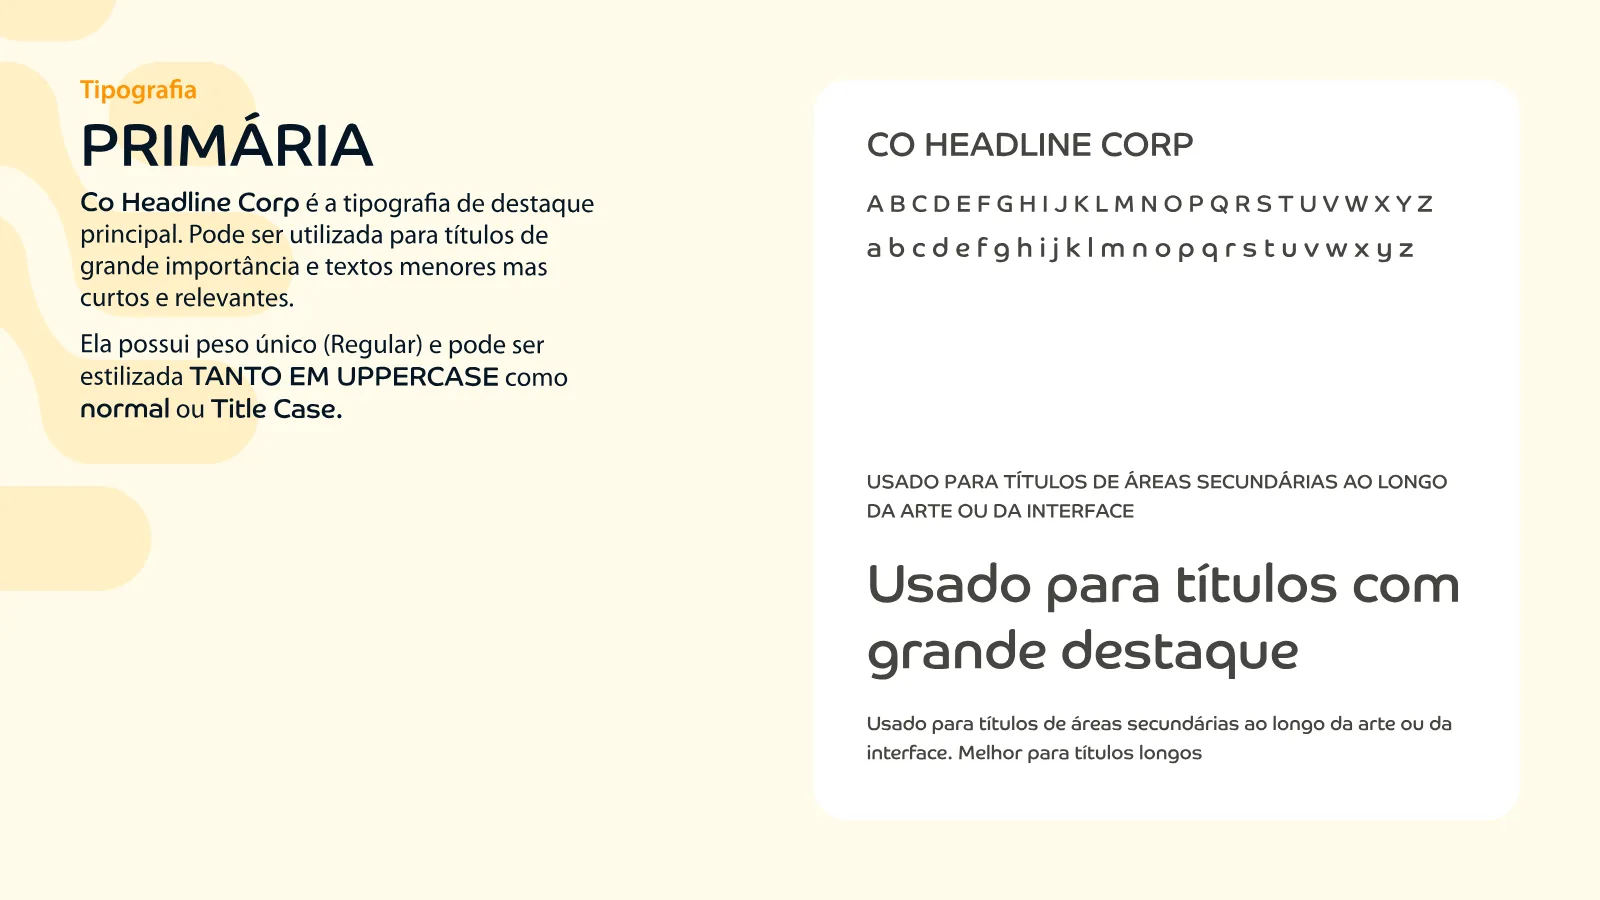 Tipografia
PRIMÁRIA
Co Headline Corp é a tipografia de destaque
principal. Pode ser utilizada para títulos de
grande importância e textos menores mas
curtos e relevantes.
Ela possui peso único (Regular) e pode ser
estilizada TANTO EM UPPERCASE como
normal ou Title Case.
CO HEADLINE CORP
A B C D E F G H I J K L M N O P Q R S T U V W X Y Z
a b c d e f g h i j k l m n o p q r s t u v w x y z
USADO PARA TÍTULOS DE ÁREAS SECUNDÁRIAS AO LONGO
DA ARTE OU DA INTERFACE
Usado para títulos com
grande destaque
Usado para títulos de áreas secundárias ao longo da arte ou da
interface. Melhor para títulos longos